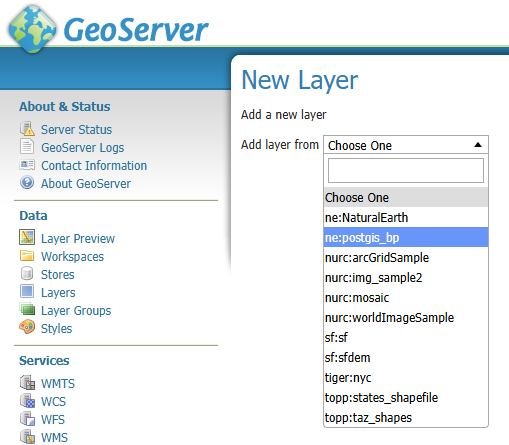 GeoServer
About & Status
Server Status
GeoServer Logs
Contact Information
About GeoServer
Data
Layer Preview
Workspaces
Stores
Layers
Layer Groups
Styles
Services
WMTS
WCS
WFS
WMS
New Layer
Add a new layer
Add layer from Choose One
Choose One
ne:NaturalEarth
ne:postgis_bp
nurc:arcGridSample
nurc:img_sample2
nurc:mosaic
nurc:worldImageSample
sf:sf
sf:sfdem
tiger:nyc
topp:states_shapefile
topp:taz_shapes